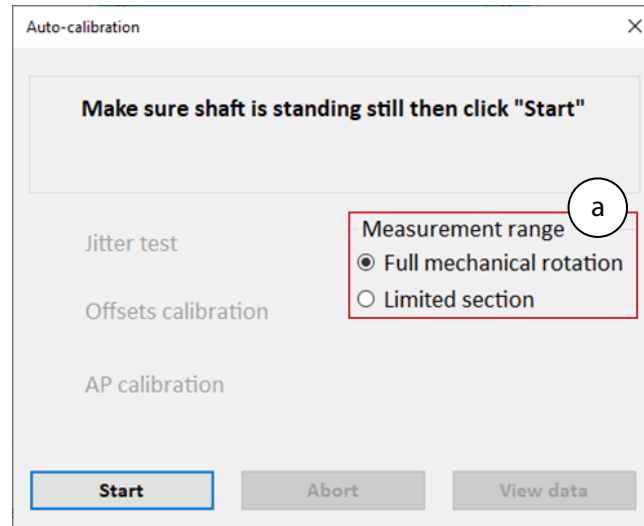 Auto-calibration
Make sure shaft is standing still then click "Start"
a
Measurement range
Jitter test
Full mechanical rotation
Limited section
Offsets calibration
AP calibration
Start
Abort
View data